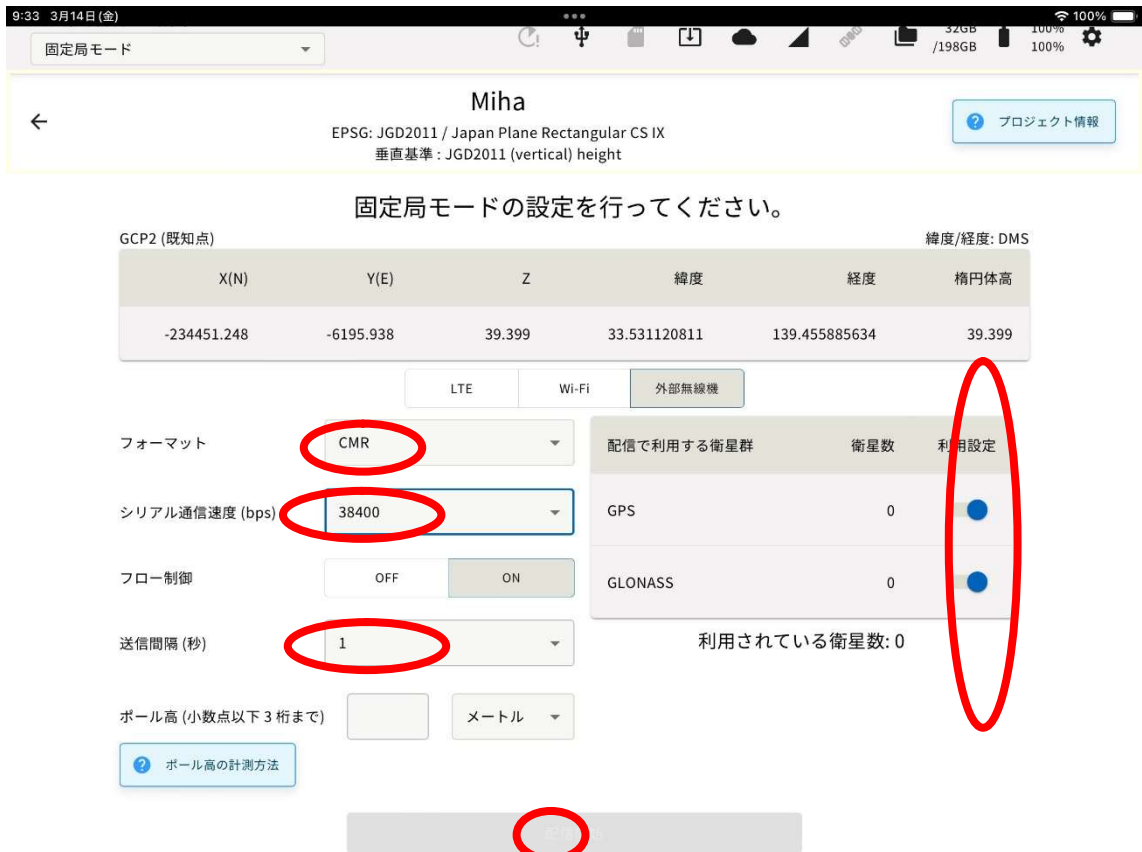 9:33 3月14日(金)
100%
固定局モード
32GB
/198GB
100%
100%
Miha
EPSG: JGD2011 / Japan Plane Rectangular CS IX
垂直基準 : JGD2011 (vertical) height
プロジェクト情報
固定局モードの設定を行ってください。
GCP2 (既知点)
緯度/経度: DMS
X(N) Y(E) Z 緯度 経度 楕円体高
-234451.248 -6195.938 39.399 33.531120811 139.455885634 39.399
LTE Wi-Fi 外部無線機
フォーマット CMR
シリアル通信速度 (bps) 38400
フロー制御 OFF ON
送信間隔 (秒) 1
ポール高 (小数点以下 3 桁まで) メートル
ポール高の計測方法
配信で利用する衛星群 衛星数 利用設定
GPS 0
GLONASS 0
利用されている衛星数: 0